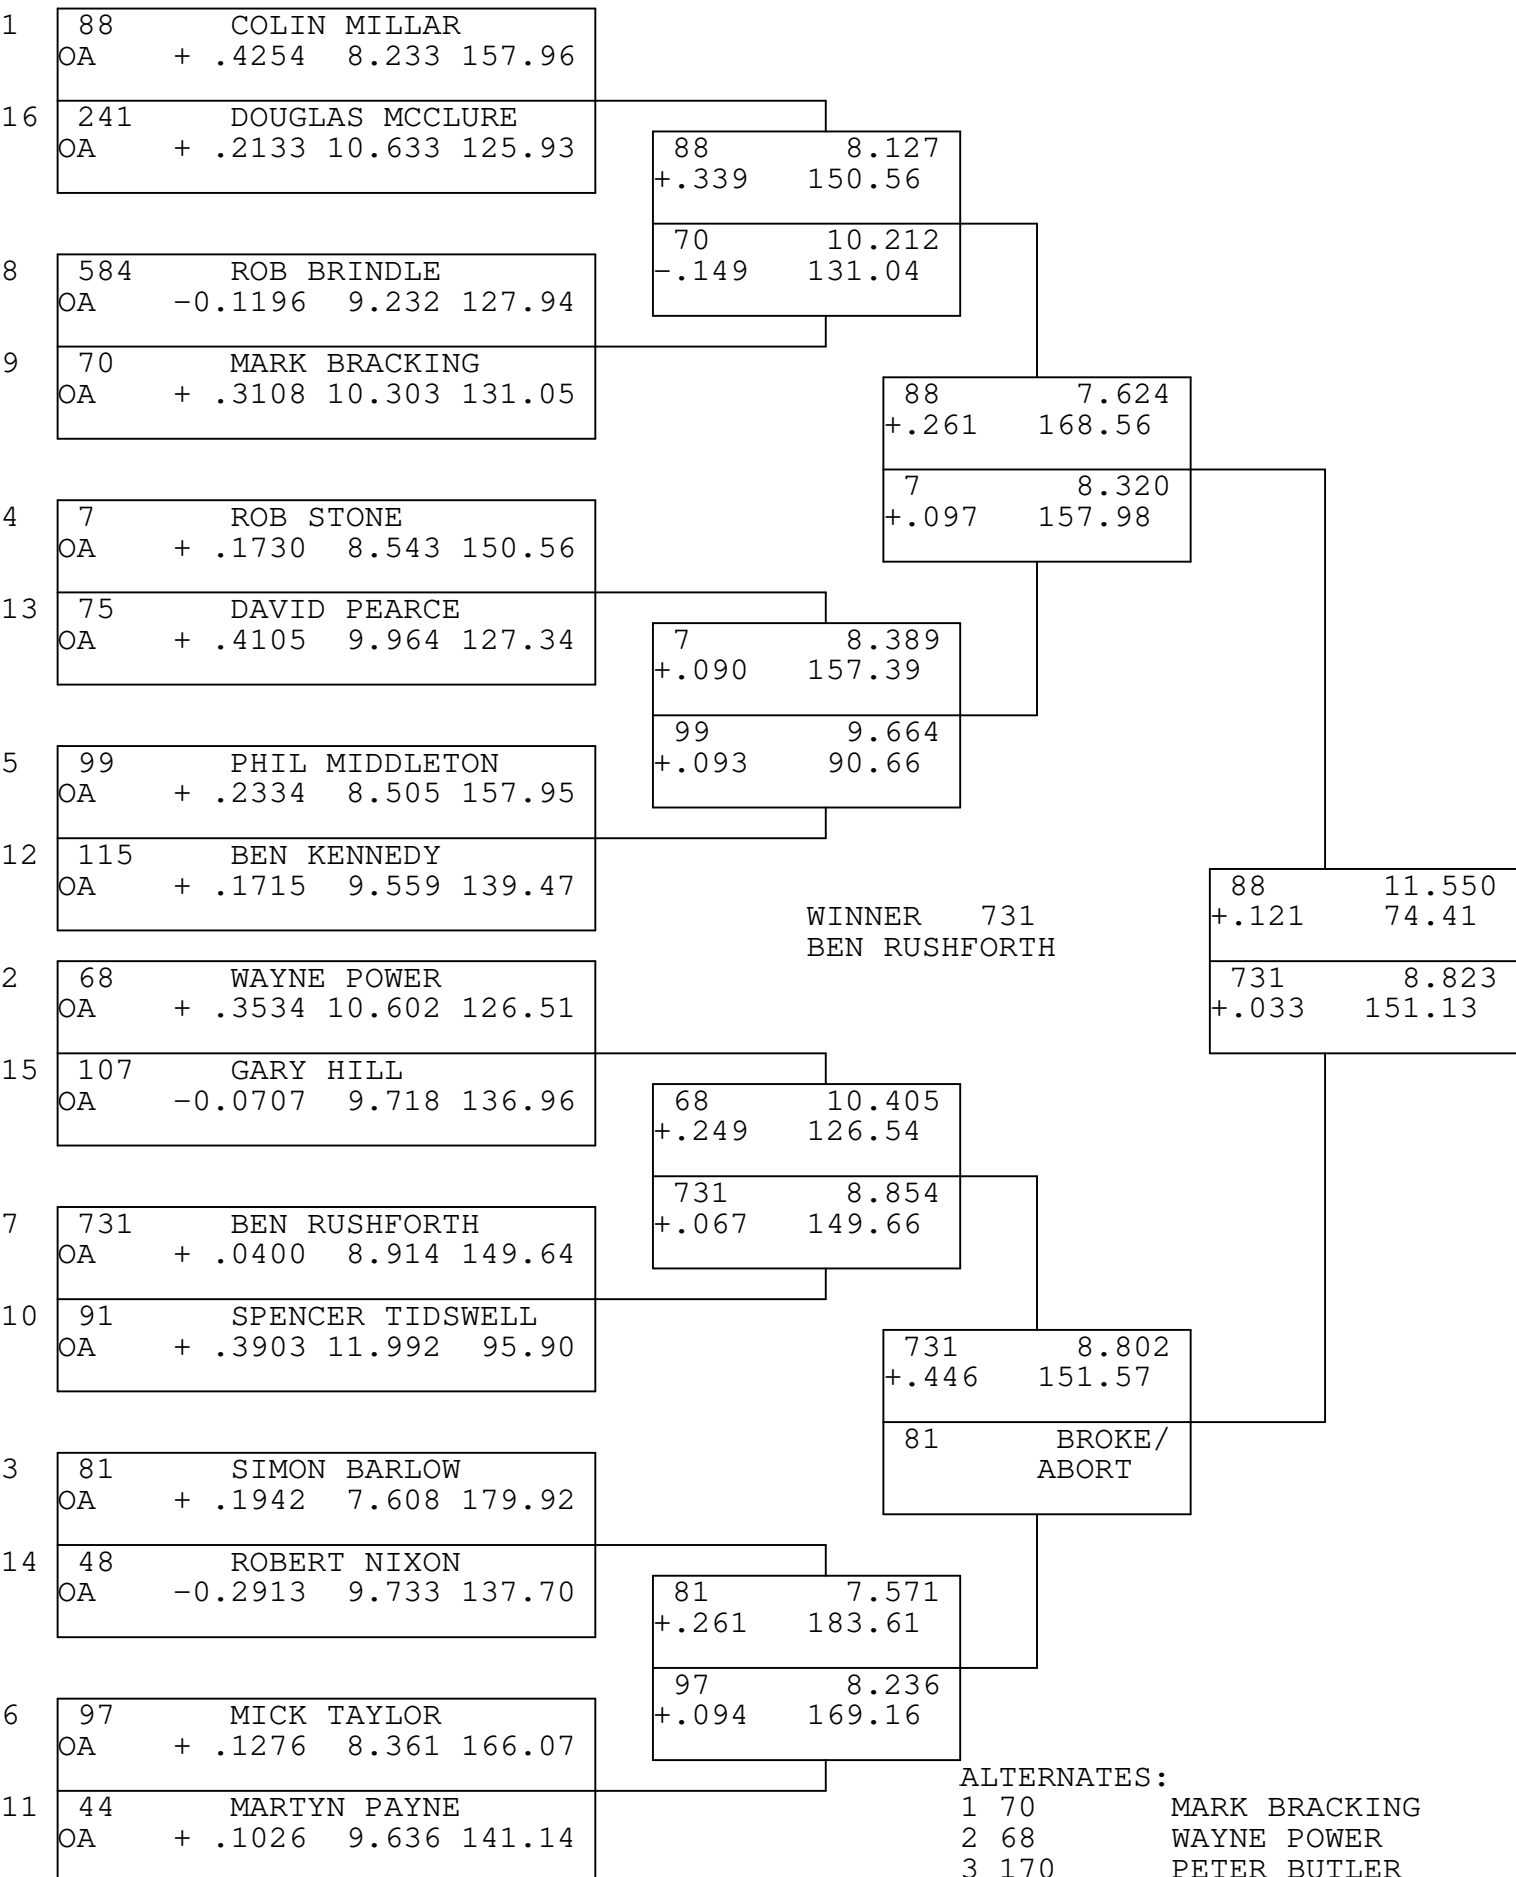 1 88 COLIN MILLAR
OA + .4254 8.233 157.96
16 241 DOUGLAS MCCLURE
OA + .2133 10.633 125.93
8 584 ROB BRINDLE
OA -0.1196 9.232 127.94
9 70 MARK BRACKING
OA + .3108 10.303 131.05
4 7 ROB STONE
OA + .1730 8.543 150.56
13 75 DAVID PEARCE
OA + .4105 9.964 127.34
5 99 PHIL MIDDLETON
OA + .2334 8.505 157.95
12 115 BEN KENNEDY
OA + .1715 9.559 139.47
2 68 WAYNE POWER
OA + .3534 10.602 126.51
15 107 GARY HILL
OA -0.0707 9.718 136.96
7 731 BEN RUSHFORTH
OA + .0400 8.914 149.64
10 91 SPENCER TIDSWELL
OA + .3903 11.992 95.90
3 81 SIMON BARLOW
OA + .1942 7.608 179.92
14 48 ROBERT NIXON
OA -0.2913 9.733 137.70
6 97 MICK TAYLOR
OA + .1276 8.361 166.07
11 44 MARTYN PAYNE
OA + .1026 9.636 141.14
88 8.127
+.339 150.56
70 10.212
-.149 131.04
7 8.389
+.090 157.39
99 9.664
+.093 90.66
68 10.405
+.249 126.54
731 8.854
+.067 149.66
81 7.571
+.261 183.61
97 8.236
+.094 169.16
88 7.624
+.261 168.56
7 8.320
+.097 157.98
731 8.802
+.446 151.57
81 BROKE/
ABORT
88 11.550
+.121 74.41
731 8.823
+.033 151.13
WINNER 731
BEN RUSHFORTH
ALTERNATES:
1 70 MARK BRACKING
2 68 WAYNE POWER
3 170 PETER BUTLER